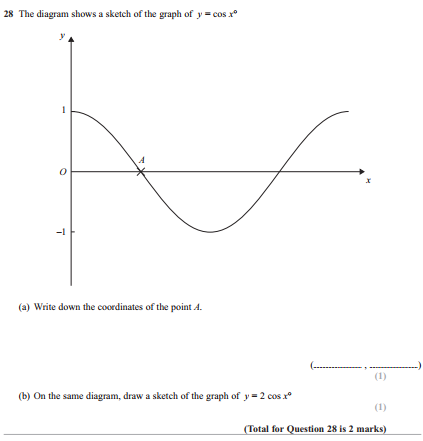 28 The diagram shows a sketch of the graph of y = cos x°
y
1
A
O
x
–1
(a) Write down the coordinates of the point A.
(.................... , ....................)
(1)
(b) On the same diagram, draw a sketch of the graph of y = 2 cos x°
(1)
(Total for Question 28 is 2 marks)